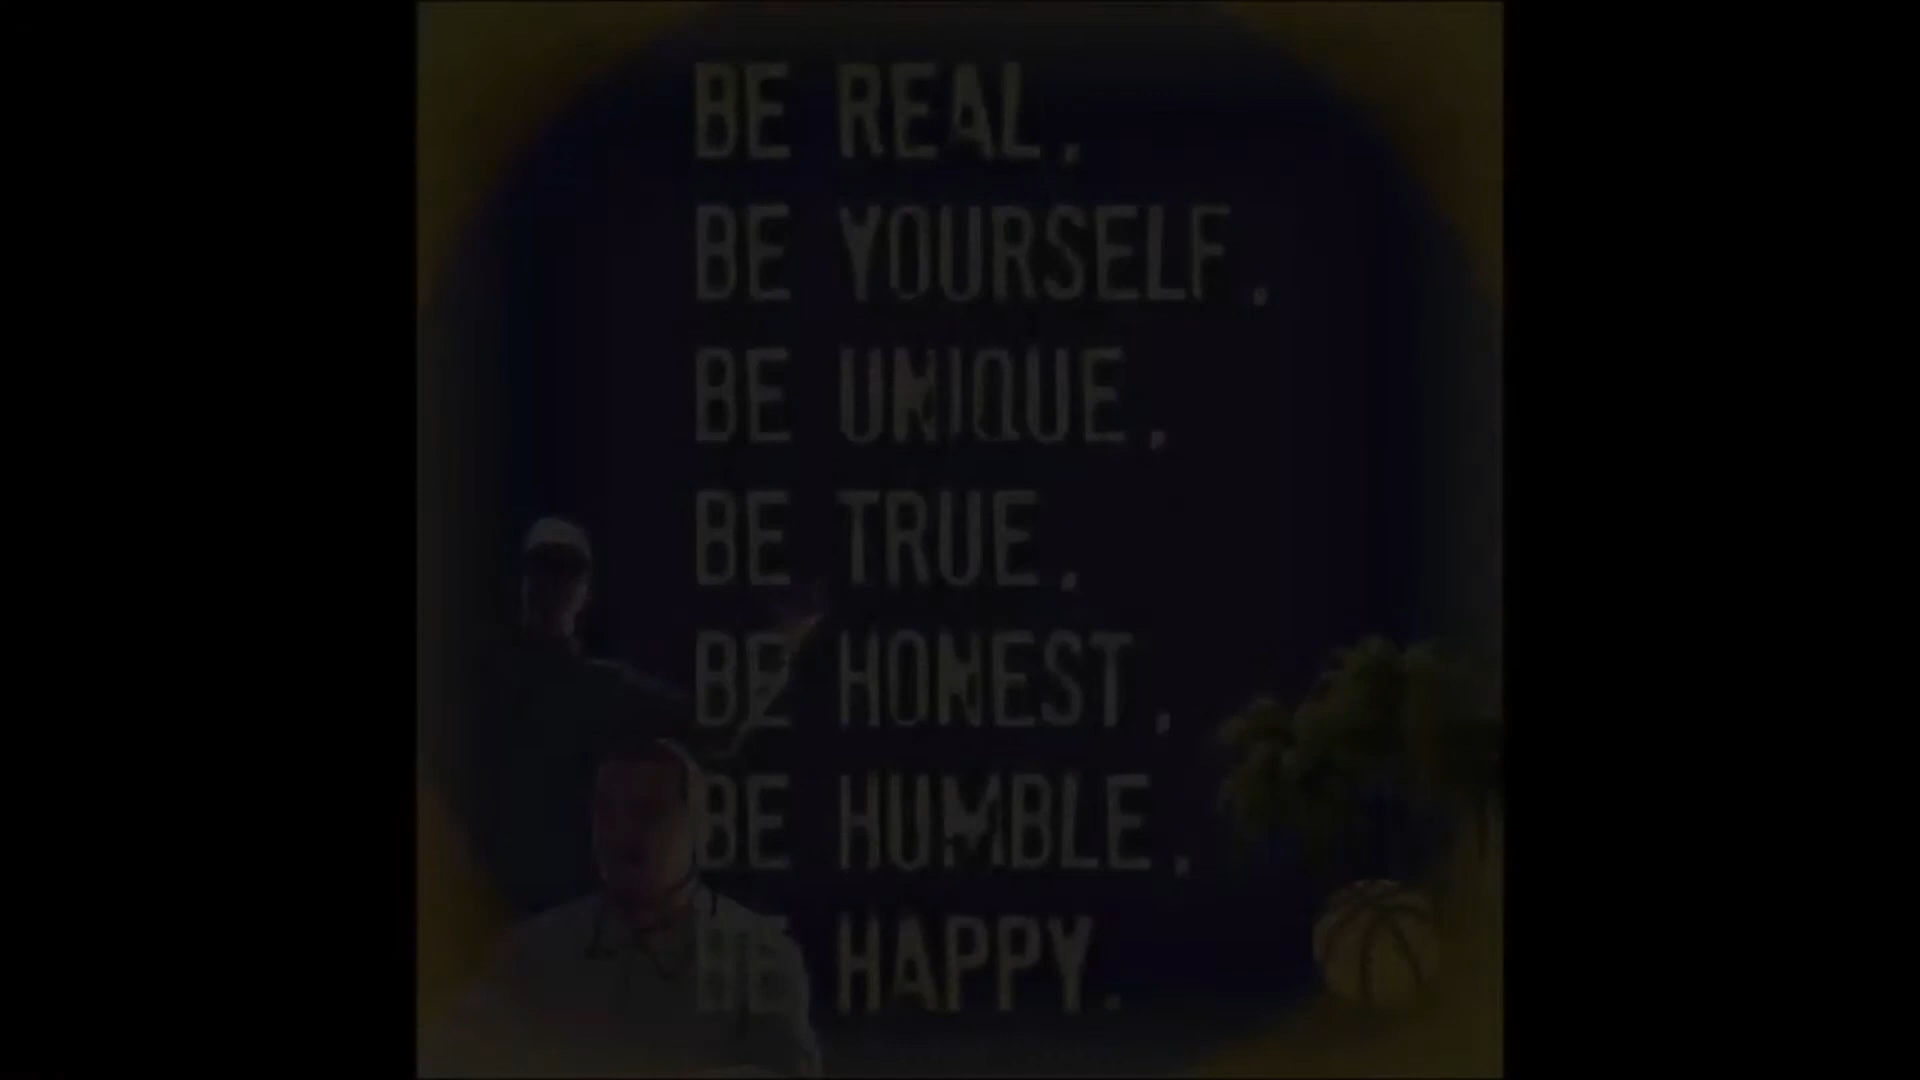 BE REAL.
BE YOURSELF.
BE UNIQUE.
BE TRUE.
BE HONEST.
BE HUMBLE.
BE HAPPY.